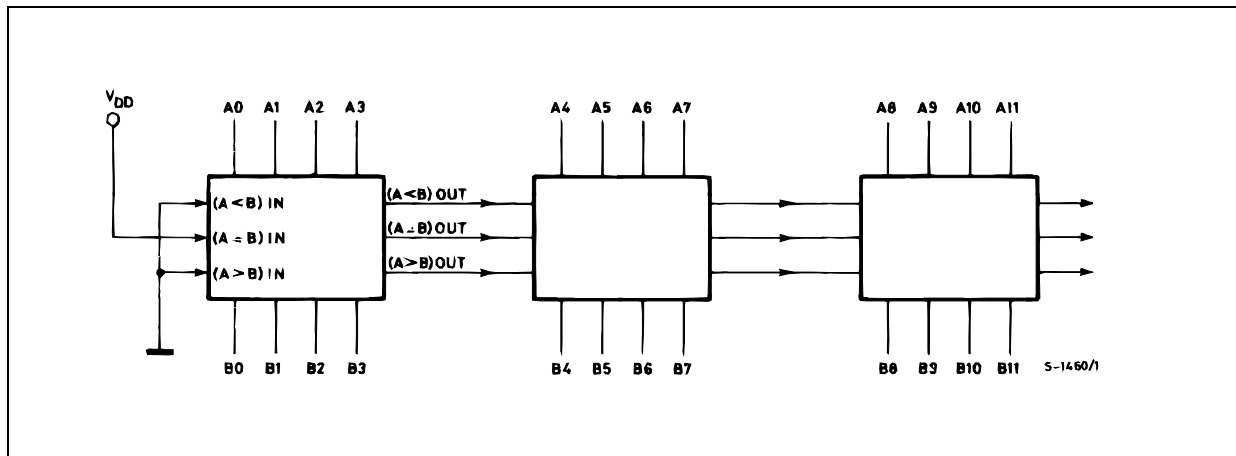 VDD
A0 A1 A2 A3
A4 A5 A6 A7
A8 A9 A10 A11
(A<B) IN
(A=B) IN
(A>B) IN
(A<B) OUT
(A=B) OUT
(A>B) OUT
B0 B1 B2 B3
B4 B5 B6 B7
B8 B9 B10 B11
S-1460/1